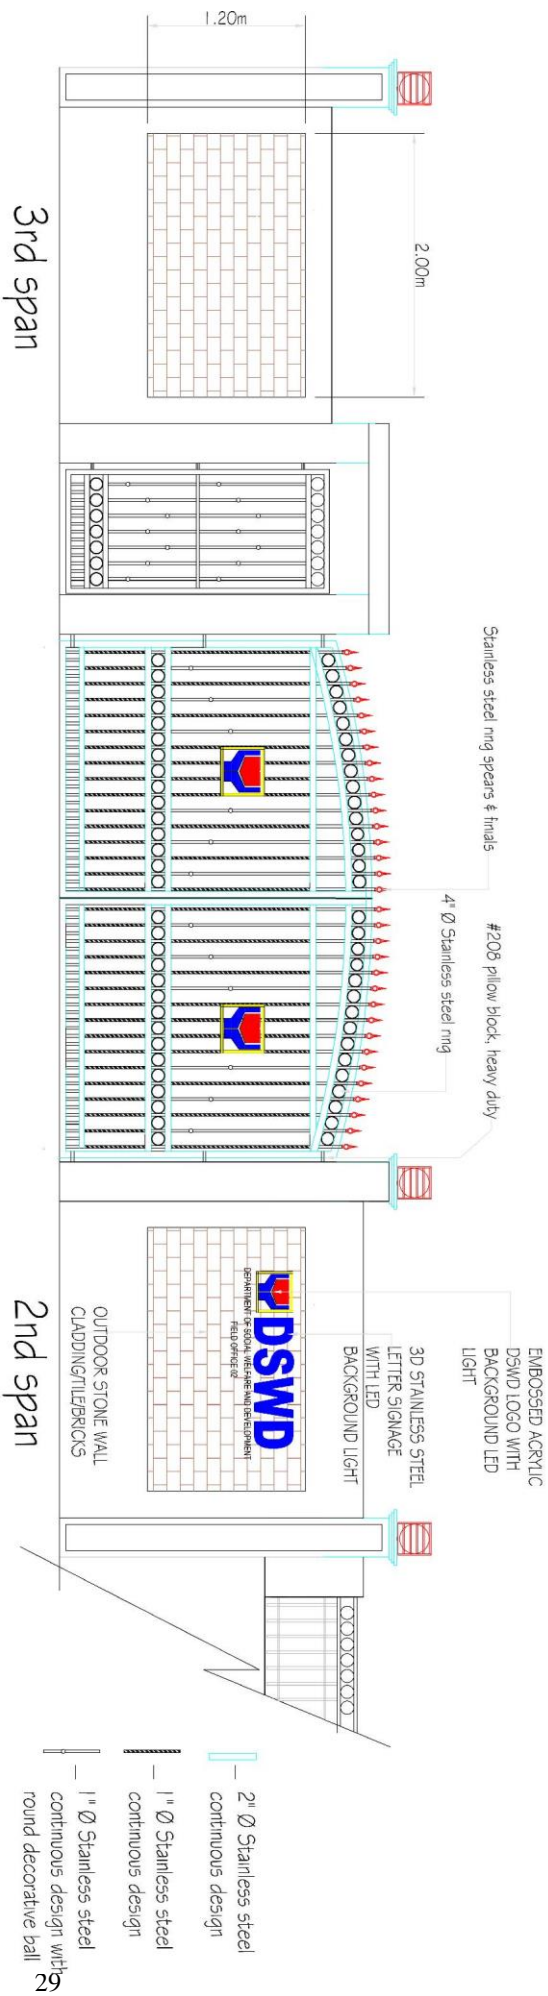 1.20m
2.00m
3rd span
Stainless steel ring spears & finials
4" Ø Stainless steel ring
#208 pillow block, heavy duty
EMBOSSED ACRYLIC
DSWD LOGO WITH
BACKGROUND LED
LIGHT
3D STAINLESS STEEL
LETTER SIGNAGE
WITH LED
BACKGROUND LIGHT
DSWD
DEPARTMENT OF SOCIAL WELFARE AND DEVELOPMENT
FIELD OFFICE 02
OUTDOOR STONE WALL
CLADDING/TILE/BRICKS
2nd span
2" Ø Stainless steel
continuous design
1" Ø Stainless steel
continuous design
1" Ø Stainless steel
continuous design with
round decorative ball
29